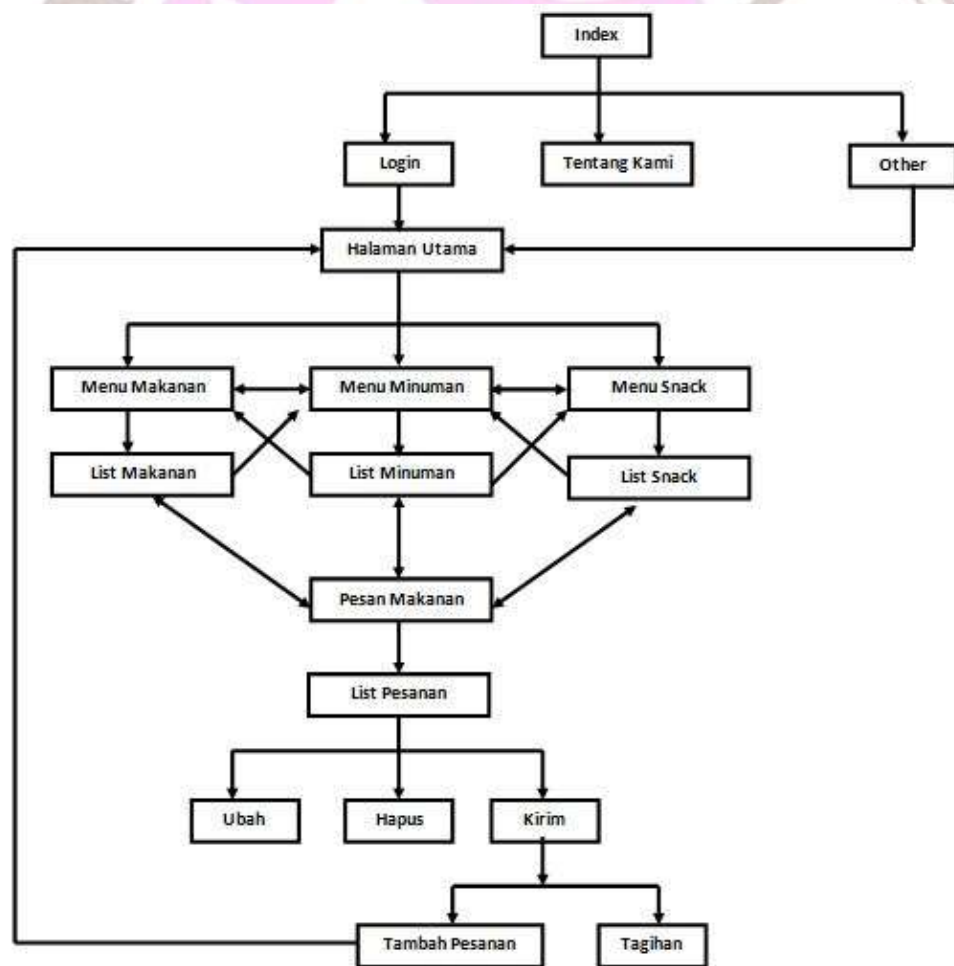 Index
Login
Tentang Kami
Other
Halaman Utama
Menu Makanan
Menu Minuman
Menu Snack
List Makanan
List Minuman
List Snack
Pesan Makanan
List Pesanan
Ubah
Hapus
Kirim
Tambah Pesanan
Tagihan